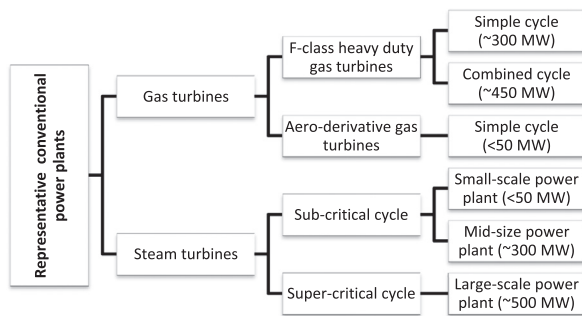 Representative conventional
power plants
Gas turbines
F-class heavy duty
gas turbines
Simple cycle
(~300 MW)
Combined cycle
(~450 MW)
Aero-derivative gas
turbines
Simple cycle
(<50 MW)
Steam turbines
Sub-critical cycle
Small-scale power
plant (<50 MW)
Mid-size power
plant (~300 MW)
Super-critical cycle
Large-scale power
plant (~500 MW)